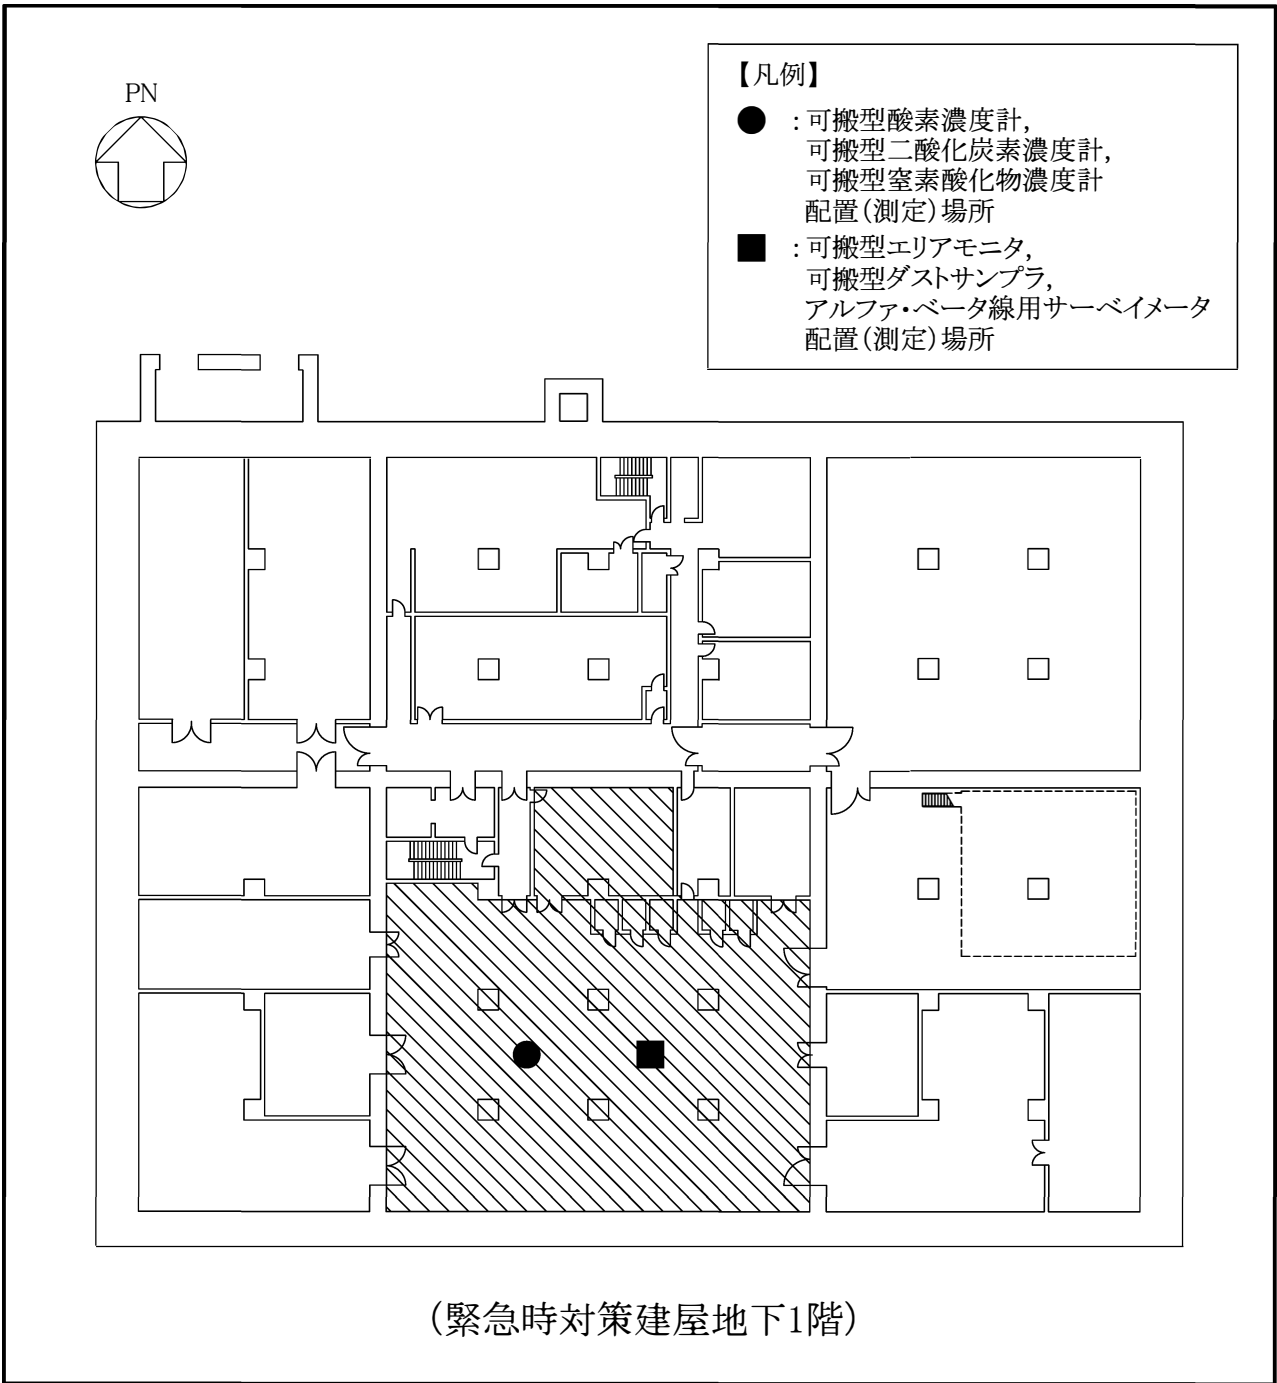 PN
【凡例】
●:可搬型酸素濃度計,
可搬型二酸化炭素濃度計,
可搬型窒素酸化物濃度計
配置(測定)場所
■:可搬型エリアモニタ,
可搬型ダストサンプラ,
アルファ・ベータ線用サーベイメータ
配置(測定)場所
(緊急時対策建屋地下1階)